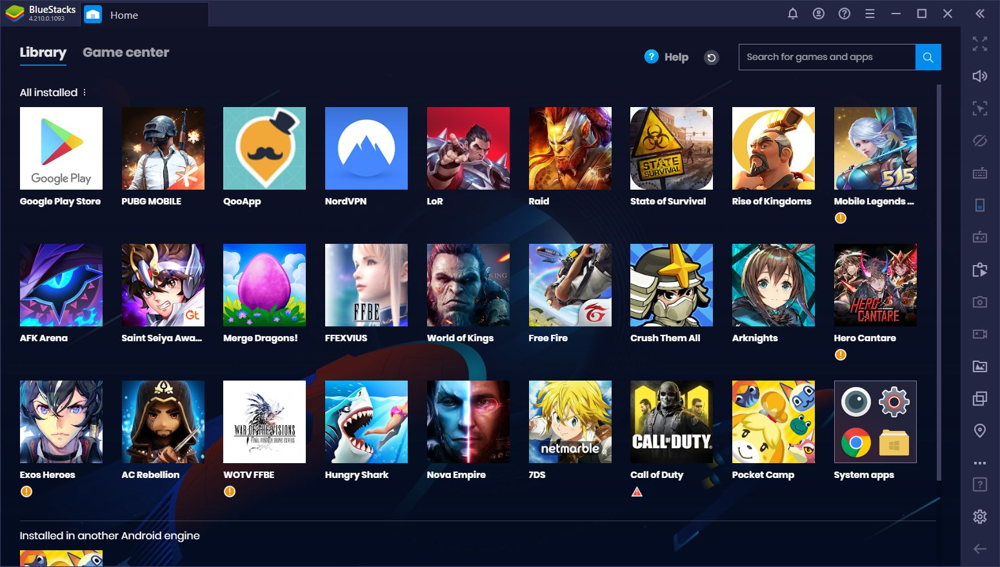 BlueStacks
4.210.0.1093
Home
Library
Game center
? Help
Search for games and apps
All installed
Google Play
515
Google Play Store
PUBG MOBILE
QooApp
NordVPN
LoR
Raid
STATE
OF
SURVIVAL
State of Survival
Rise of Kingdoms
Mobile Legends ...
!
Gt
FFBE
KING
HERO
CANTARE
AFK Arena
Saint Seiya Awa...
Merge Dragons!
FFEXVIUS
World of Kings
Free Fire
Crush Them All
Arknights
Hero Cantare
!
WAR OF THE VISIONS
FINAL FANTASY BRAVE EXVIUS
netmarble
CALL OF DUTY
Exos Heroes
AC Rebellion
WOTV FFBE
Hungry Shark
Nova Empire
7DS
Call of Duty
Pocket Camp
System apps
!
!
!
Installed in another Android engine